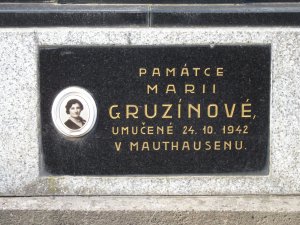 PAMÁTCE
MARII
GRUZÍNOVÉ,
UMUČENÉ 24. 10. 1942
V MAUTHAUSENU.